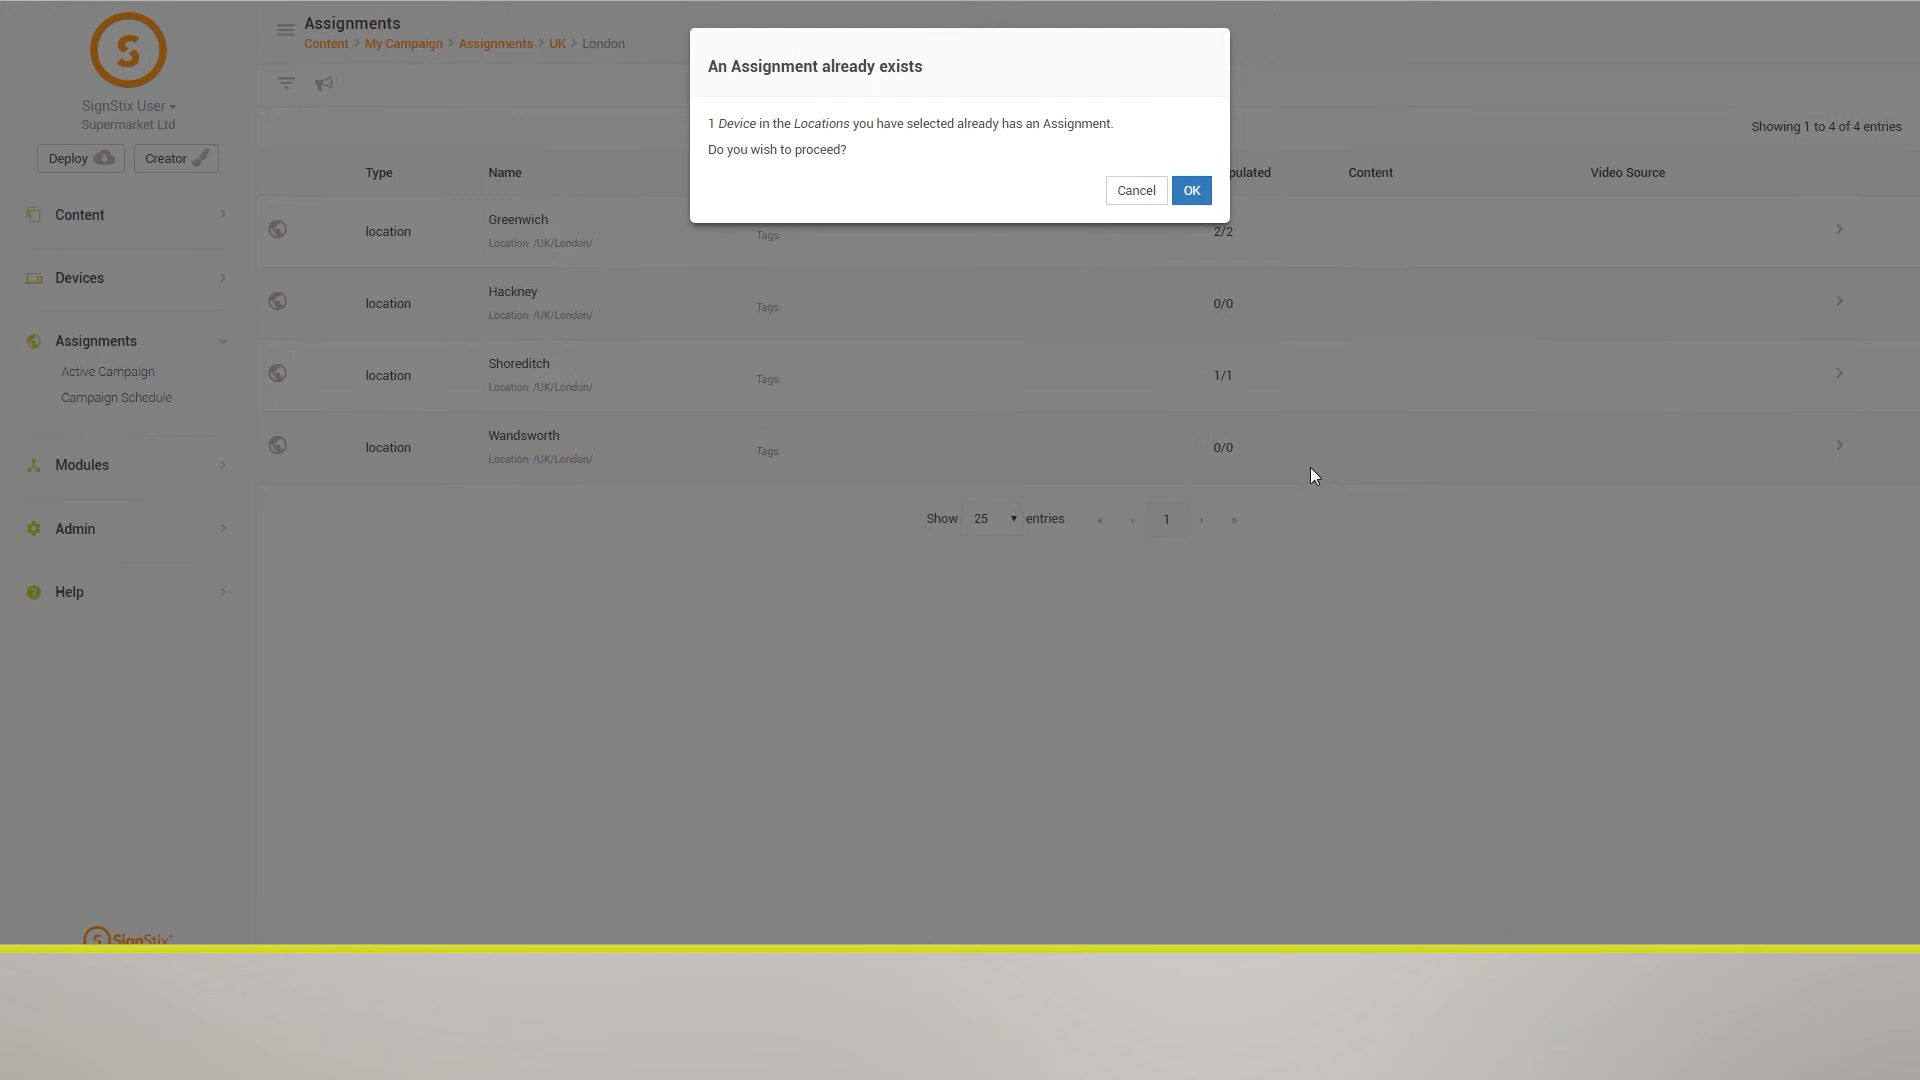 SignStix User
Supermarket Ltd
Deploy
Creator
Content
Devices
Assignments
Active Campaign
Campaign Schedule
Modules
Admin
Help
SignStix
Assignments
Content > My Campaign > Assignments > UK > London
An Assignment already exists
1 Device in the Locations you have selected already has an Assignment.
Do you wish to proceed?
Cancel OK
Showing 1 to 4 of 4 entries
Type Name Content Video Source
location Greenwich
Location: /UK/London/ Tags: 2/2
location Hackney
Location: /UK/London/ Tags: 0/0
location Shoreditch
Location: /UK/London/ Tags: 1/1
location Wandsworth
Location: /UK/London/ Tags: 0/0
Show 25 entries « ‹ 1 › »